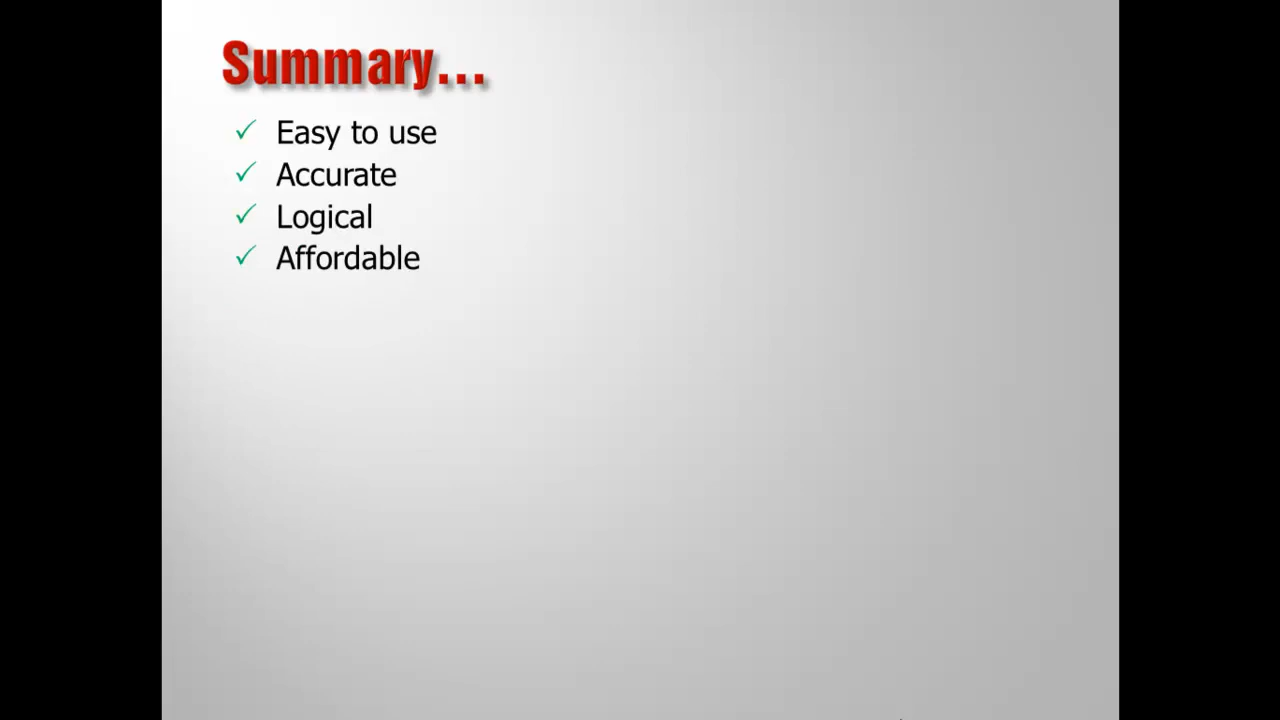 Summary...
✓ Easy to use
✓ Accurate
✓ Logical
✓ Affordable